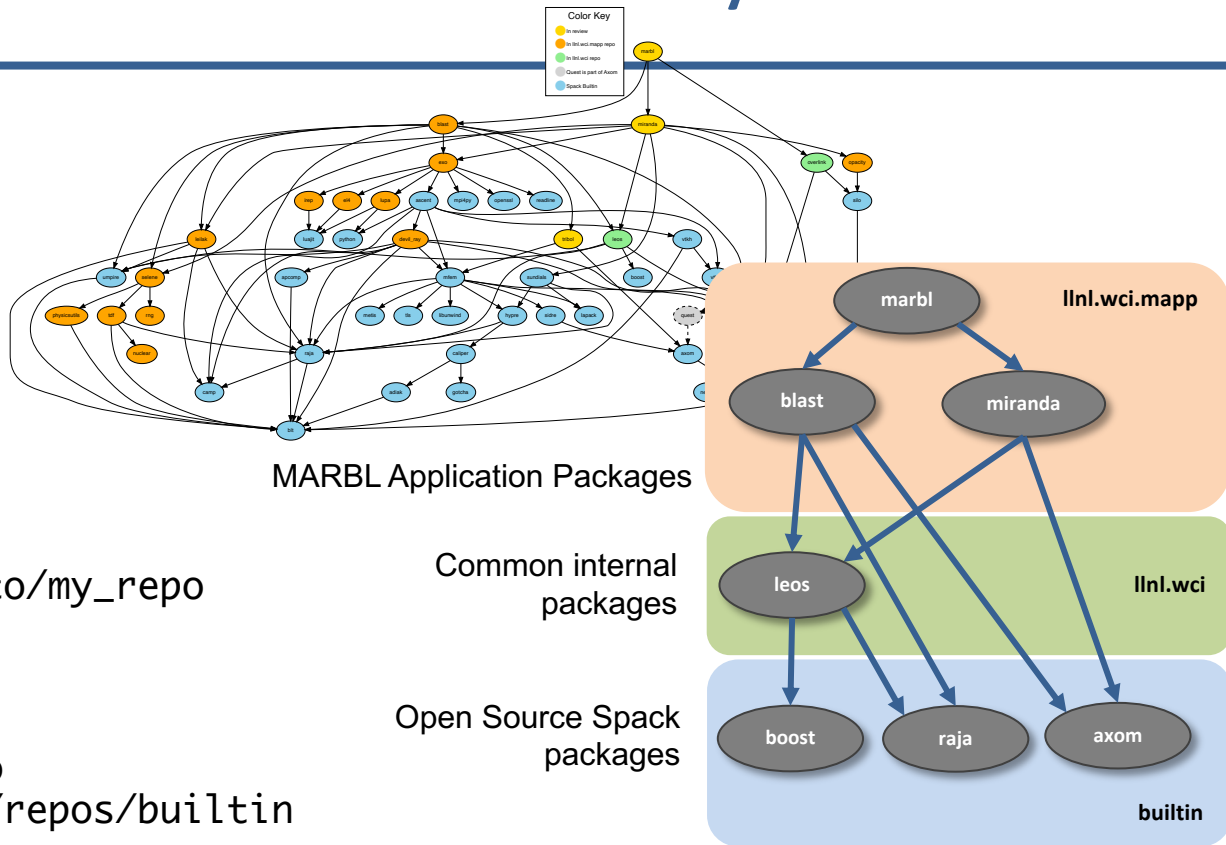 Color Key
In review
In llnl.wci.mapp repo
In llnl.wci repo
Quest is part of Axom
Spack Builtin
marbl
blast
miranda
exo
overlink
opacity
ascent
mpi4py
openssl
readline
silo
lupa
luajit
python
devil_ray
leos
vtkh
umpire
apcomp
mfem
sundials
boost
rng
metis
libunwind
hypre
sidre
lapack
quest
nuclear
raja
caliper
axom
camp
adiak
gotcha
blt
marbl
llnl.wci.mapp
blast
miranda
MARBL Application Packages
Common internal
packages
leos
llnl.wci
to/my_repo
Open Source Spack
packages
boost
raja
axom
/repos/builtin
builtin